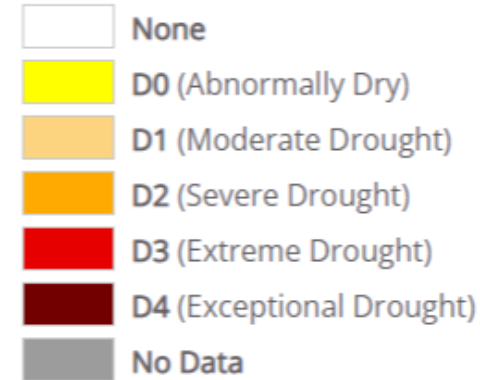 None
D0 (Abnormally Dry)
D1 (Moderate Drought)
D2 (Severe Drought)
D3 (Extreme Drought)
D4 (Exceptional Drought)
No Data